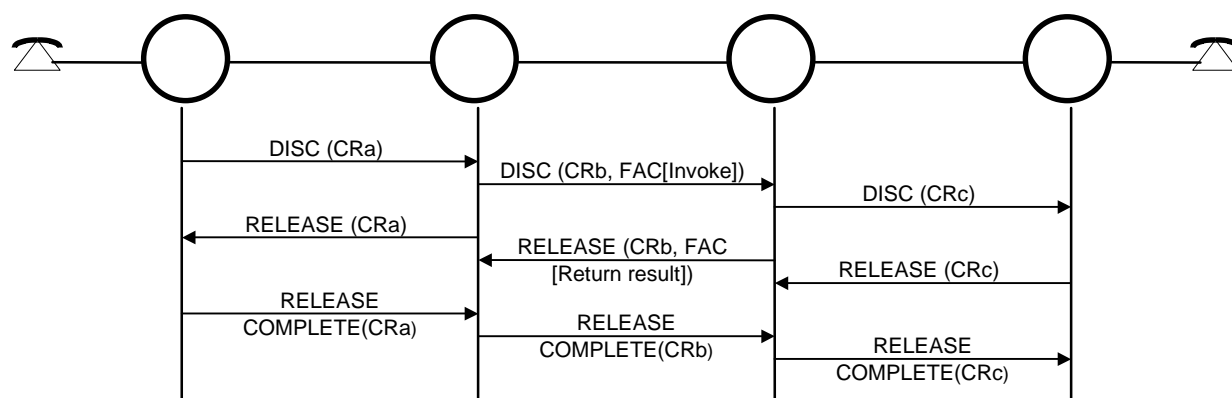 DISC (CRa)
DISC (CRb, FAC[Invoke])
DISC (CRc)
RELEASE (CRa)
RELEASE (CRb, FAC
[Return result])
RELEASE (CRc)
RELEASE
COMPLETE(CRa)
RELEASE
COMPLETE(CRb)
RELEASE
COMPLETE(CRc)